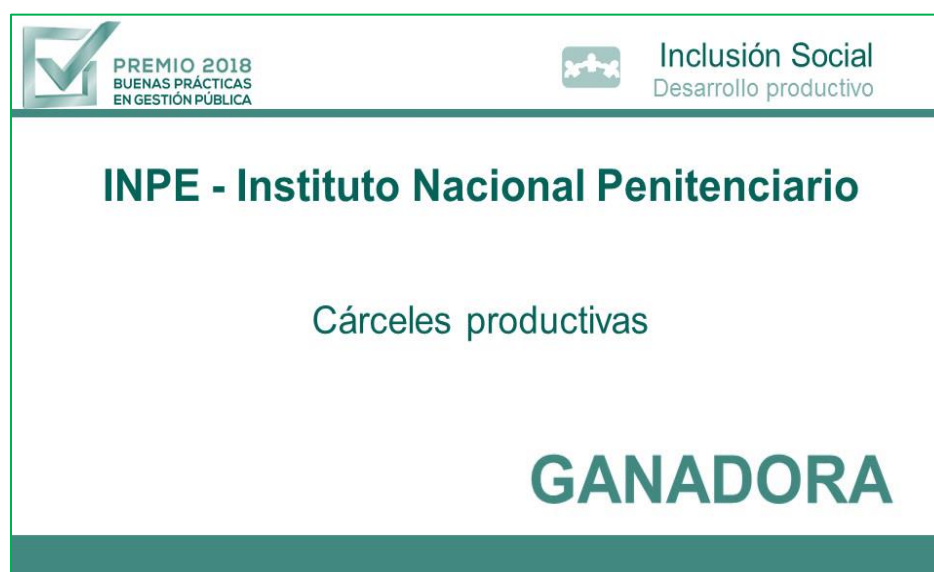 PREMIO 2018
BUENAS PRÁCTICAS
EN GESTIÓN PÚBLICA
Inclusión Social
Desarrollo productivo
INPE - Instituto Nacional Penitenciario
Cárceles productivas
GANADORA